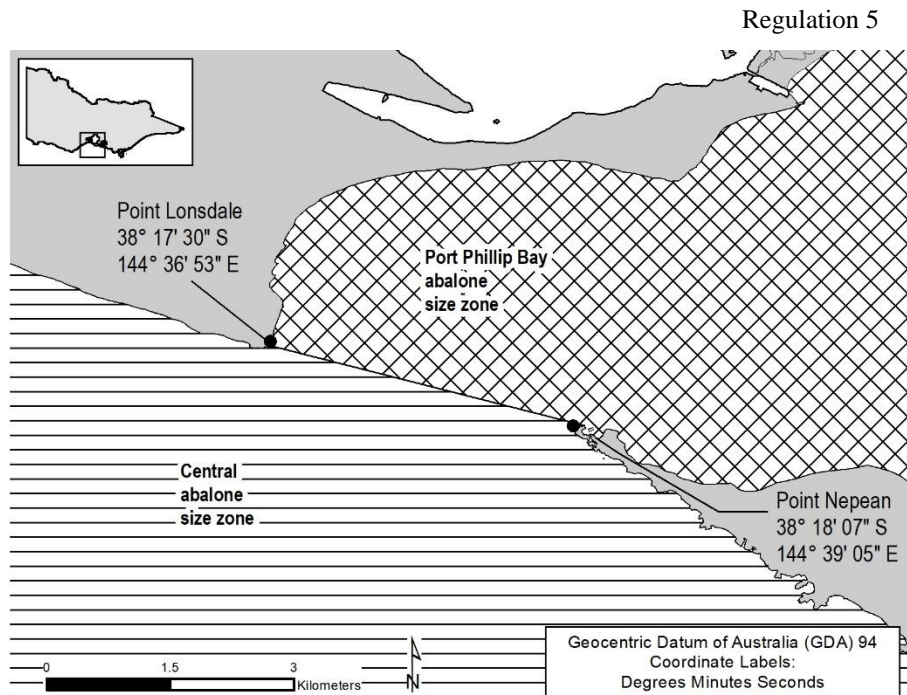 Regulation 5
Point Lonsdale
38° 17' 30" S
144° 36' 53" E
Port Phillip Bay
abalone
size zone
Central
abalone
size zone
Point Nepean
38° 18' 07" S
144° 39' 05" E
0 1.5 3
Kilometers
N
Geocentric Datum of Australia (GDA) 94
Coordinate Labels:
Degrees Minutes Seconds